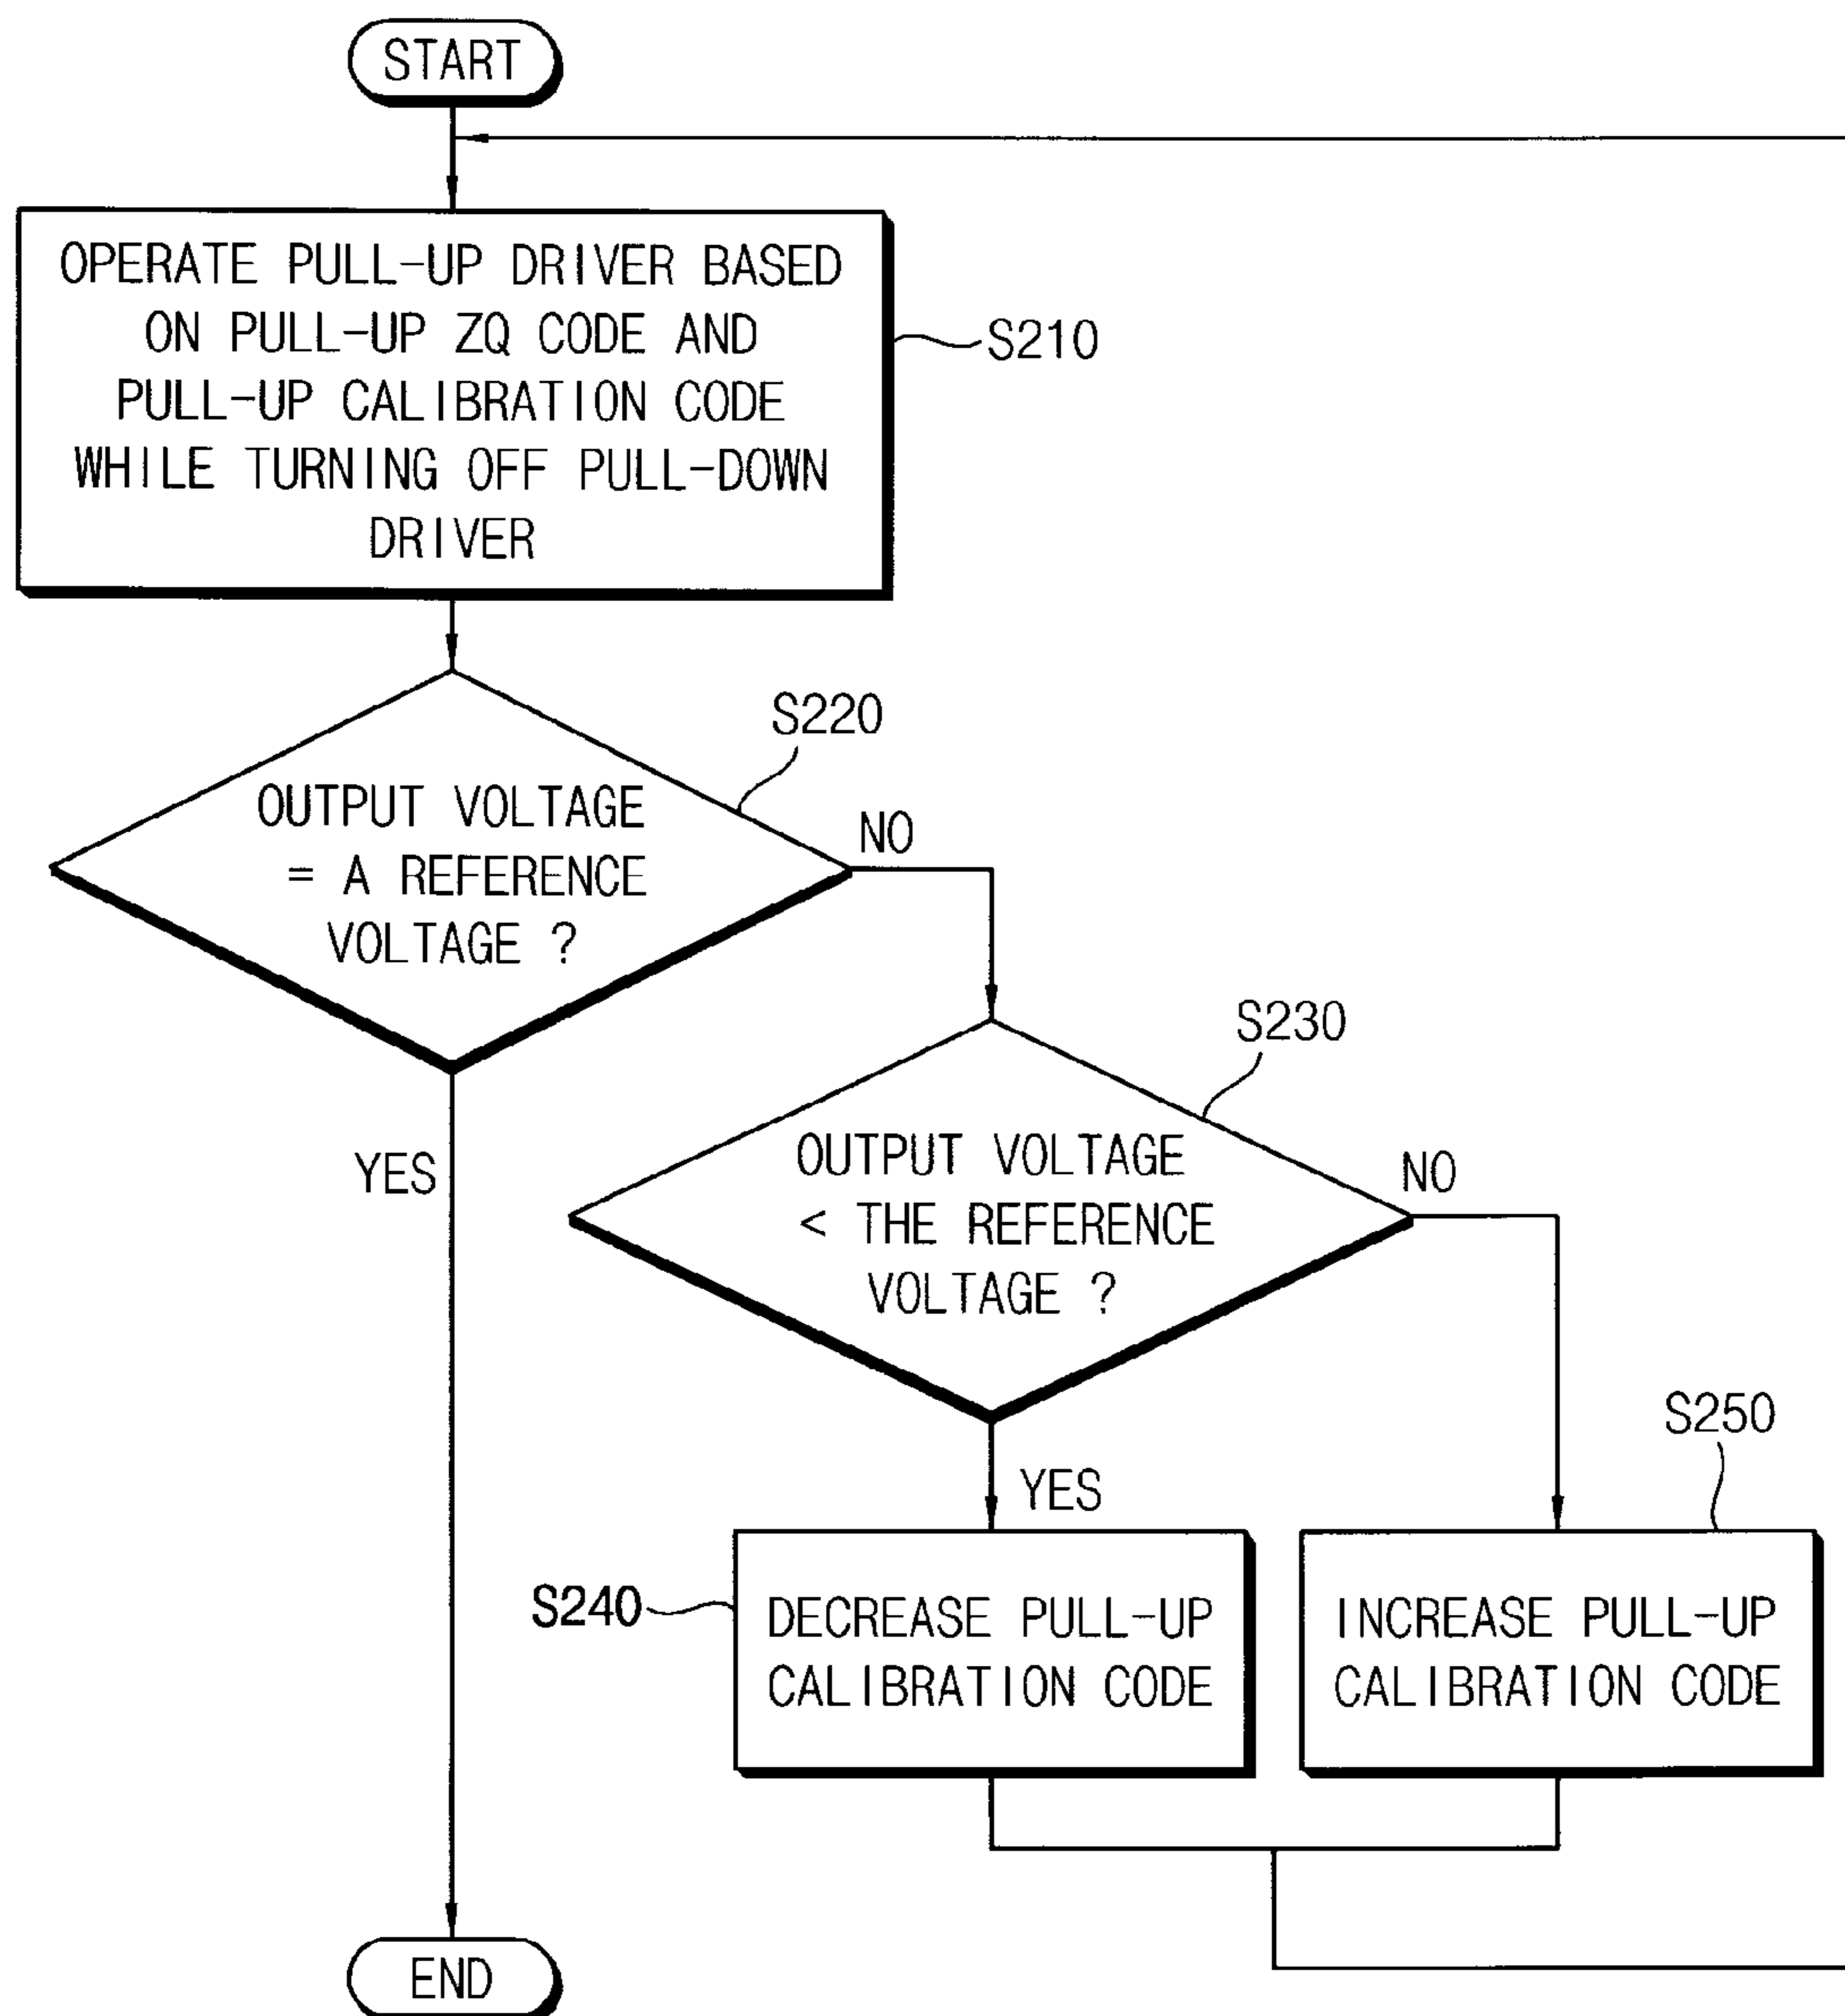 START
OPERATE PULL-UP DRIVER BASED
ON PULL-UP ZQ CODE AND
PULL-UP CALIBRATION CODE
WHILE TURNING OFF PULL-DOWN
DRIVER
S210
S220
OUTPUT VOLTAGE
= A REFERENCE
VOLTAGE ?
NO
YES
S230
OUTPUT VOLTAGE
< THE REFERENCE
VOLTAGE ?
NO
YES
S240
DECREASE PULL-UP
CALIBRATION CODE
S250
INCREASE PULL-UP
CALIBRATION CODE
END